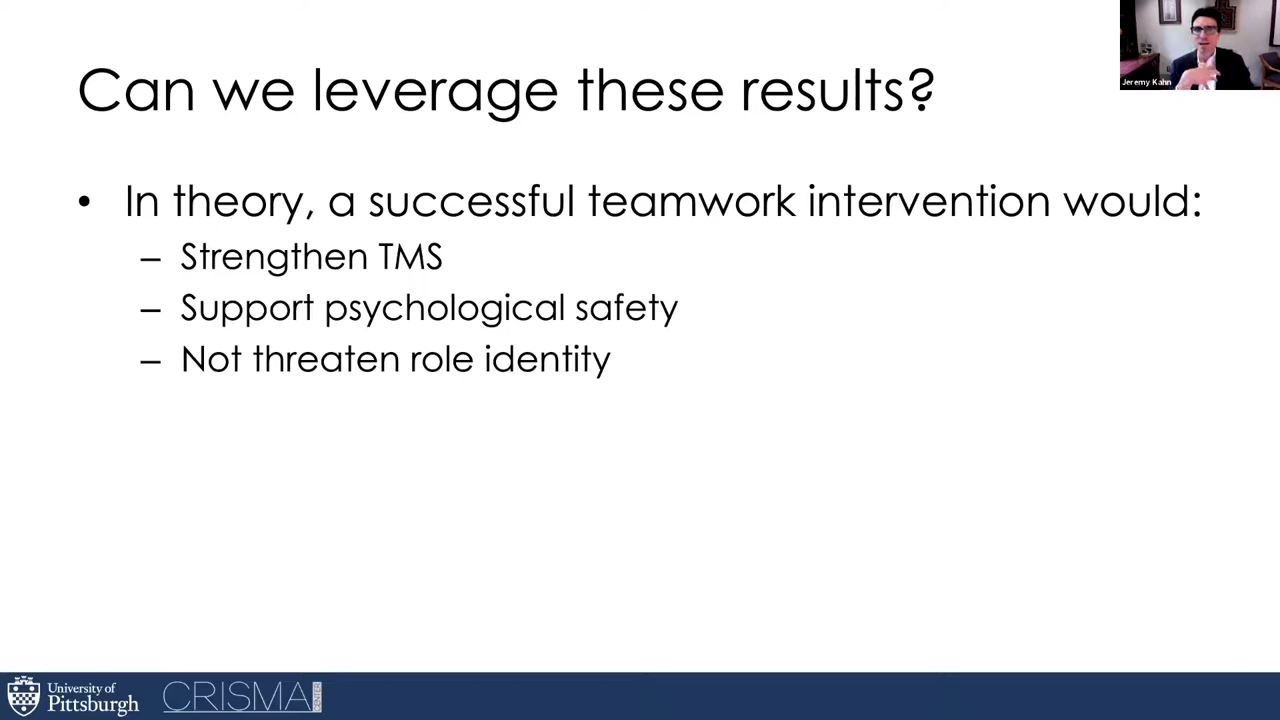 Can we leverage these results?
Jeremy Kahn
• In theory, a successful teamwork intervention would:
– Strengthen TMS
– Support psychological safety
– Not threaten role identity
University of
Pittsburgh
CRISMA
CENTER